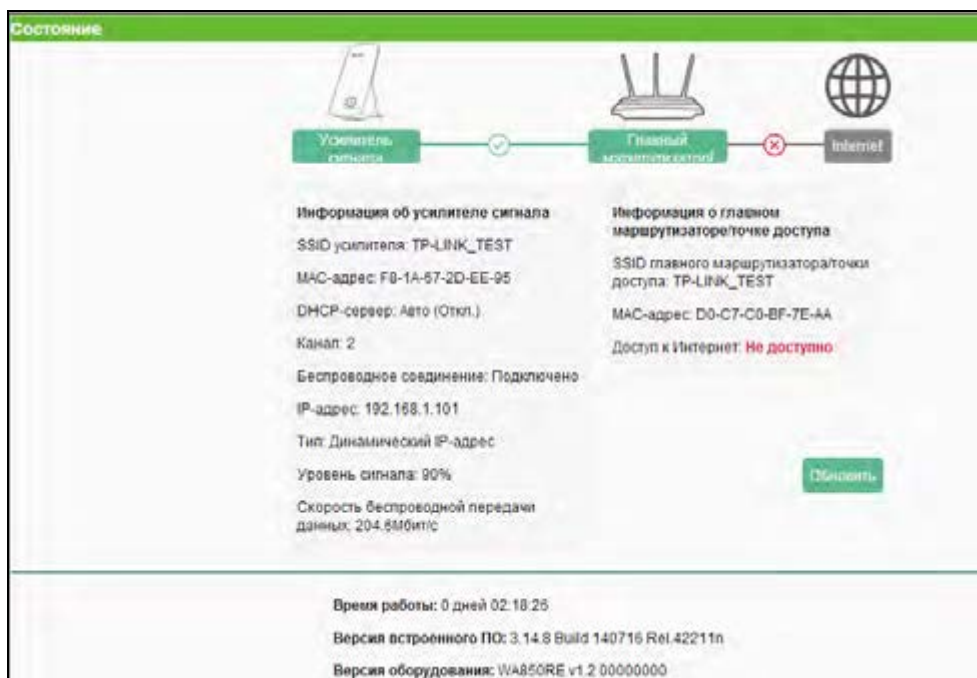 Состояние
Усилитель
сигнала
Главный
Internet
Информация об усилителе сигнала
SSID усилителя: TP-LINK_TEST
MAC-адрес: F8-1A-67-2D-EE-95
DHCP-сервер: Авто (Откл.)
Канал: 2
Беспроводное соединение: Подключено
IP-адрес: 192.168.1.101
Тип: Динамический IP-адрес
Уровень сигнала: 90%
Скорость беспроводной передачи
данных: 204.6Мбит/с
Информация о главном
маршрутизаторе/точке доступа
SSID главного маршрутизатора/точки
доступа: TP-LINK_TEST
MAC-адрес: D0-C7-C0-BF-7E-AA
Доступ к Интернет: Не доступно
Обновить
Время работы: 0 дней 02:18:26
Версия встроенного ПО: 3.14.8 Build 140716 Rel.42211n
Версия оборудования: WA850RE v1.2 00000000